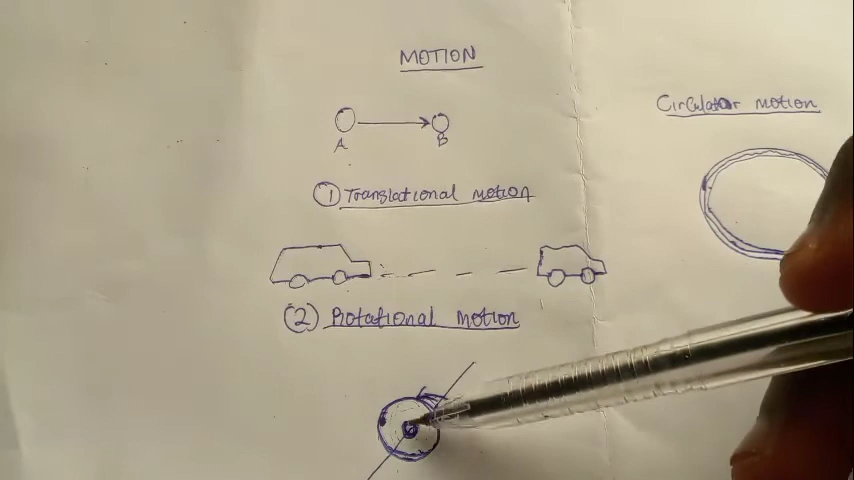 MOTION
A
B
① Translational motion
② Rotational motion
Circular motion